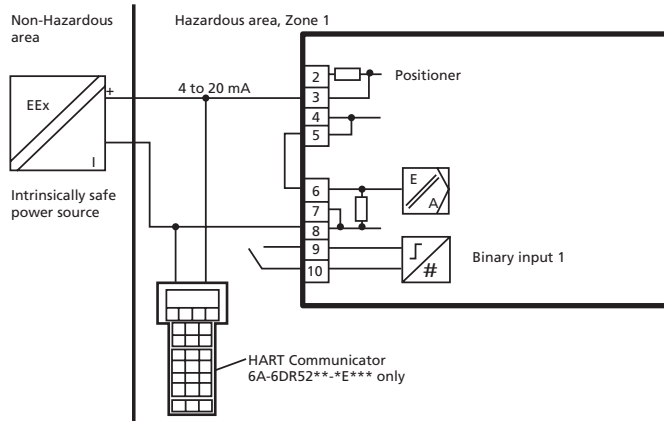 Non-Hazardous
area
Hazardous area, Zone 1
EEx
+
I
4 to 20 mA
Intrinsically safe
power source
2
3
4
5
6
7
8
9
10
Positioner
E
A
#
Binary input 1
HART Communicator
6A-6DR52**-*E*** only